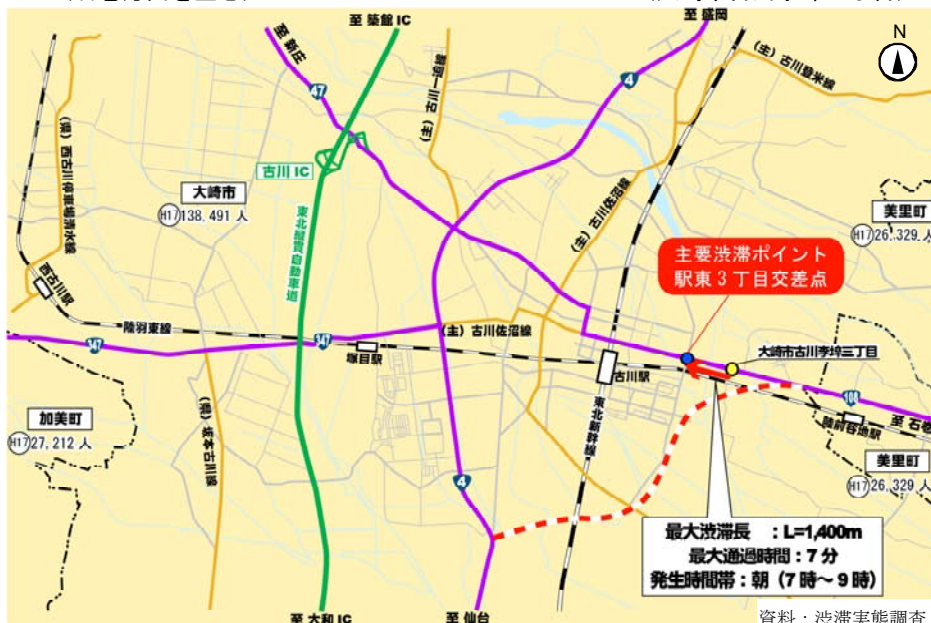 至 築館 IC
至 盛岡
至 新庄
N
47
4
(主) 古川一迫線
(主) 古川登米線
古川 IC
(県) 西古川停車場清水線
大崎市
H17 138,491 人
(主) 古川佐沼線
美里町
H17 26,329 人
東北縦貫自動車道
主要渋滞ポイント
駅東 3 丁目交差点
西古川駅
陸羽東線
(主) 古川佐沼線
大崎市古川李埣三丁目
347
347
塚目駅
古川駅
108
加美町
H17 27,212 人
(県) 坂本古川線
東北新幹線
陸前谷地駅
至 石巻
美里町
H17 26,329 人
4
最大渋滞長 : L=1,400m
最大通過時間 : 7 分
発生時間帯 : 朝 (7 時~ 9 時)
至 大和 IC
至 仙台
資料:渋滞実態調査